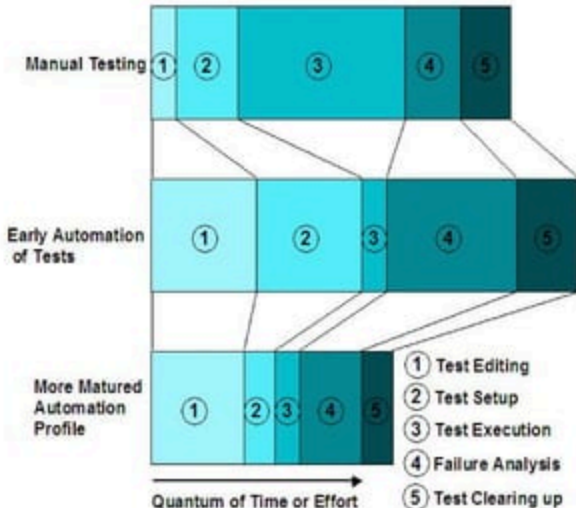 Manual Testing
1 2 3 4 5
Early Automation
of Tests
1 2 3 4 5
More Matured
Automation
Profile
1 2 3 4 5
1 Test Editing
2 Test Setup
3 Test Execution
4 Failure Analysis
5 Test Clearing up
Quantum of Time or Effort